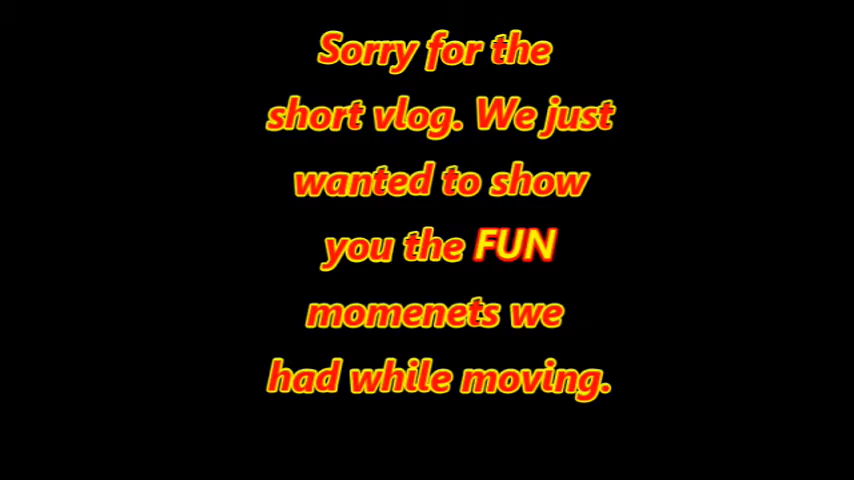 Sorry for the
short vlog. We just
wanted to show
you the FUN
momenets we
had while moving.